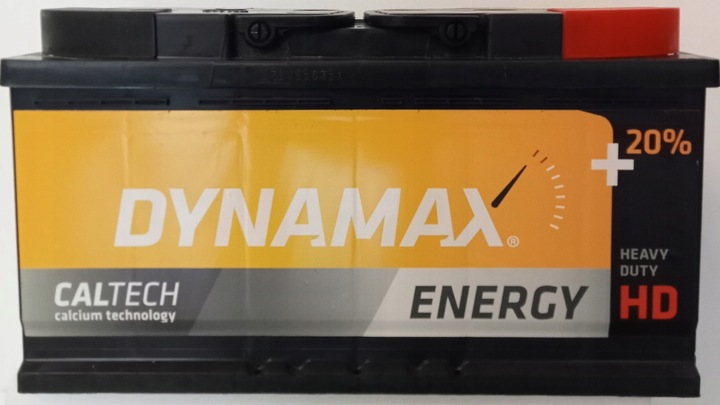 + 20%
DYNAMAX®
HEAVY
DUTY
HD
CALTECH
calcium technology
ENERGY